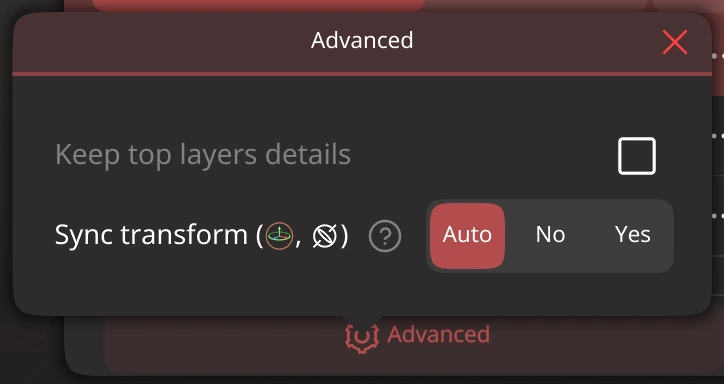 Advanced
Keep top layers details
Sync transform (, )
?
Auto
No
Yes
Advanced